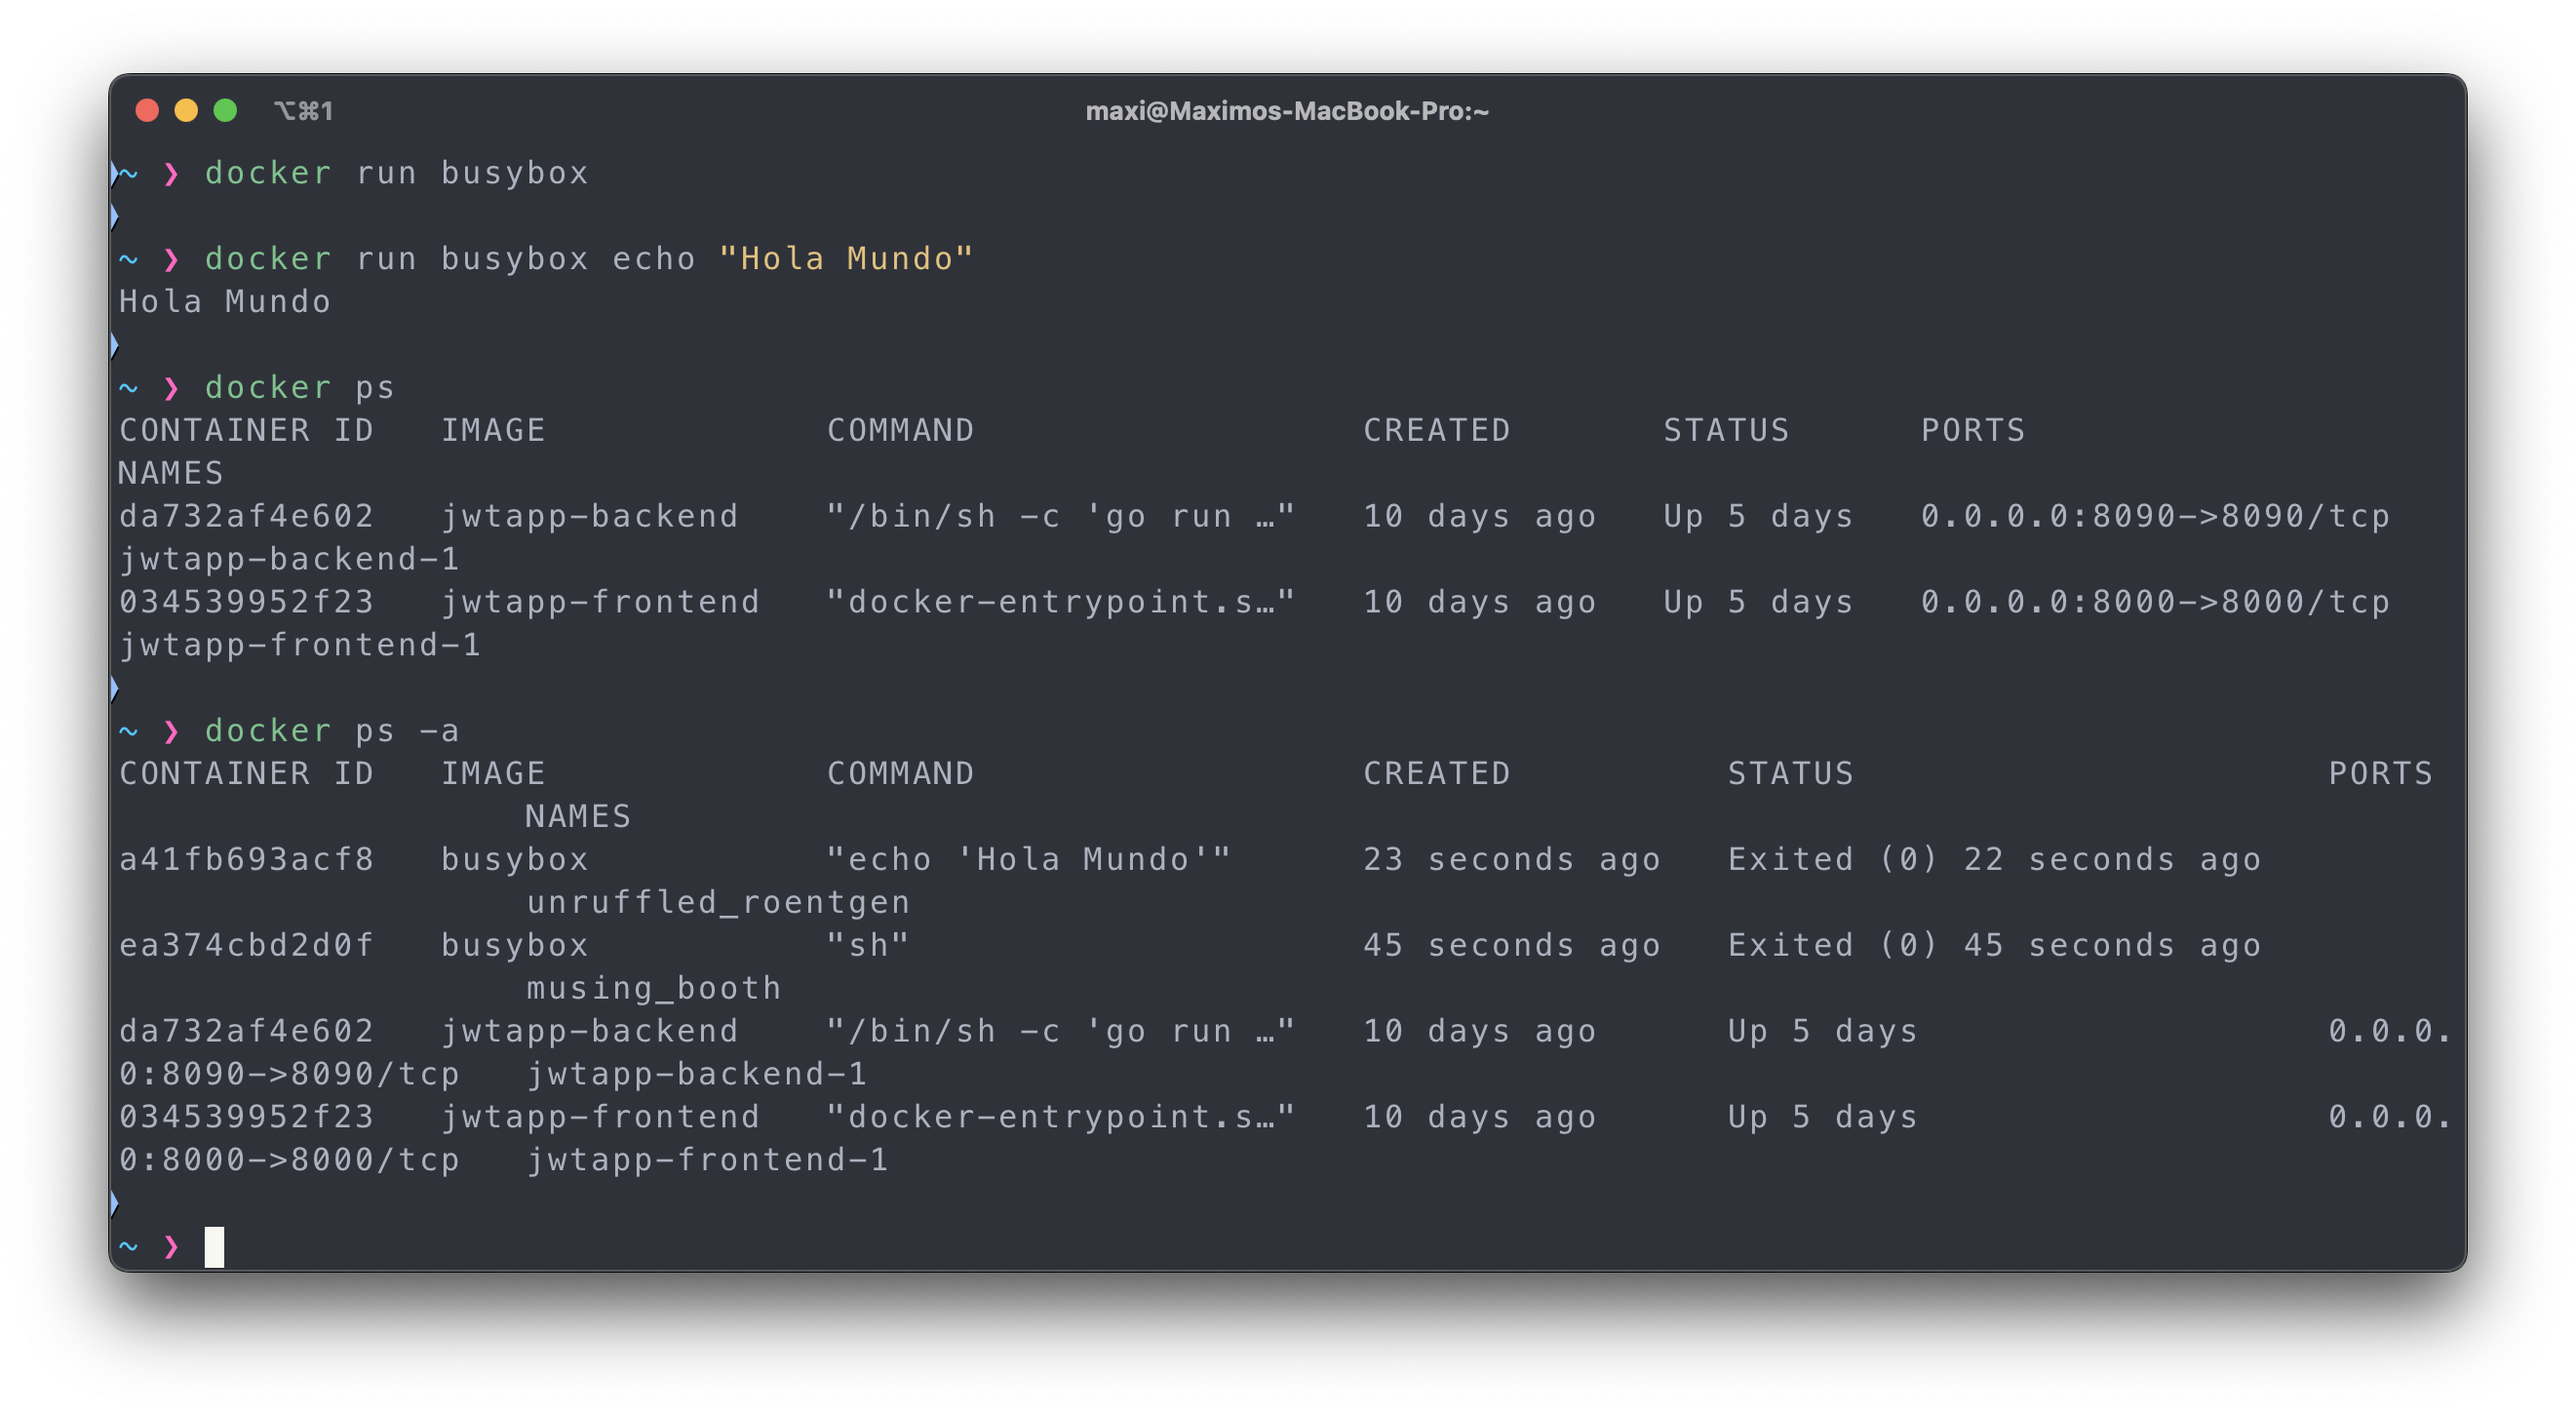 ⌥⌘1
maxi@Maximos-MacBook-Pro:~
~ ❯ docker run busybox
~ ❯ docker run busybox echo "Hola Mundo"
Hola Mundo
~ ❯ docker ps
CONTAINER ID   IMAGE             COMMAND                  CREATED       STATUS      PORTS
NAMES
da732af4e602   jwtapp-backend    "/bin/sh -c 'go run …"   10 days ago   Up 5 days   0.0.0.0:8090->8090/tcp
jwtapp-backend-1
034539952f23   jwtapp-frontend   "docker-entrypoint.s…"   10 days ago   Up 5 days   0.0.0.0:8000->8000/tcp
jwtapp-frontend-1
~ ❯ docker ps -a
CONTAINER ID   IMAGE             COMMAND                  CREATED          STATUS                      PORTS
                   NAMES
a41fb693acf8   busybox           "echo 'Hola Mundo'"      23 seconds ago   Exited (0) 22 seconds ago
                   unruffled_roentgen
ea374cbd2d0f   busybox           "sh"                     45 seconds ago   Exited (0) 45 seconds ago
                   musing_booth
da732af4e602   jwtapp-backend    "/bin/sh -c 'go run …"   10 days ago      Up 5 days                   0.0.0.
0:8090->8090/tcp   jwtapp-backend-1
034539952f23   jwtapp-frontend   "docker-entrypoint.s…"   10 days ago      Up 5 days                   0.0.0.
0:8000->8000/tcp   jwtapp-frontend-1
~ ❯